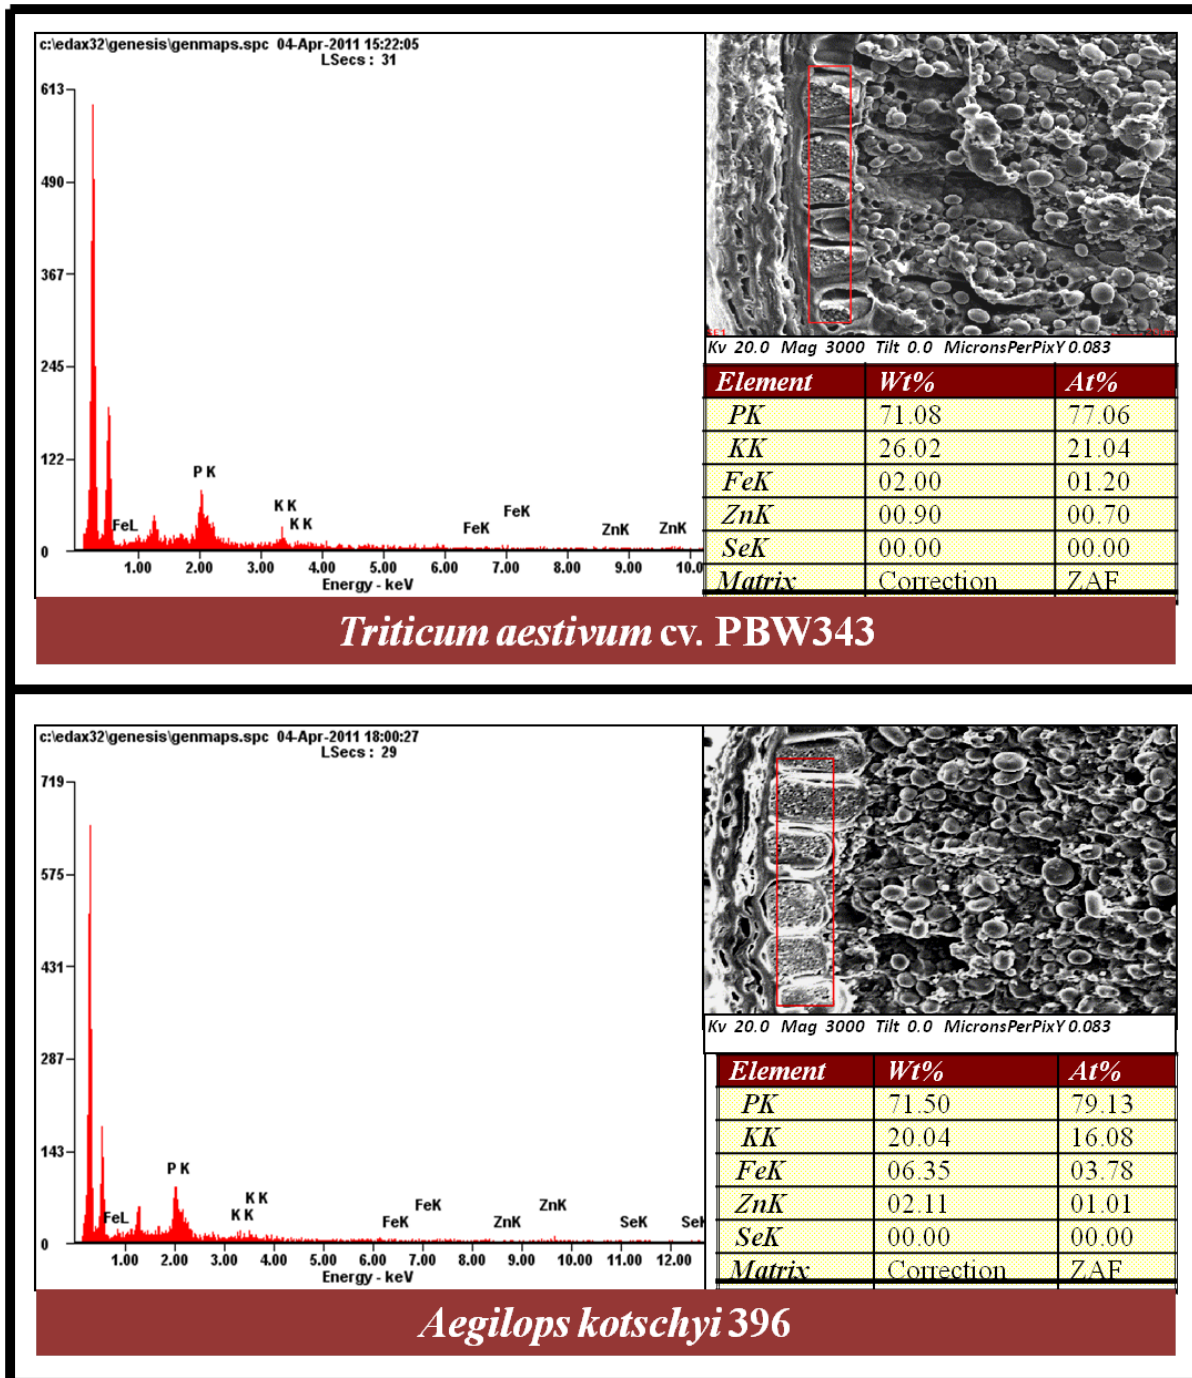 c:\edax32\genesis\genmaps.spc 04-Apr-2011 15:22:05
LSecs : 31
613
490
367
245
122
0
P K
K K
K K
FeL
FeK
FeK
ZnK
ZnK
1.00 2.00 3.00 4.00 5.00 6.00 7.00 8.00 9.00 10.0
Energy - keV
SE1
Kv 20.0 Mag 3000 Tilt 0.0 MicronsPerPixY 0.083
Element Wt% At%
PK 71.08 77.06
KK 26.02 21.04
FeK 02.00 01.20
ZnK 00.90 00.70
SeK 00.00 00.00
Matrix Correction ZAF
Triticum aestivum cv. PBW343
c:\edax32\genesis\genmaps.spc 04-Apr-2011 18:00:27
LSecs : 29
719
575
431
287
143
0
P K
K K
K K
FeL
FeK
FeK
ZnK
ZnK
SeK
SeK
1.00 2.00 3.00 4.00 5.00 6.00 7.00 8.00 9.00 10.00 11.00 12.00
Energy - keV
Kv 20.0 Mag 3000 Tilt 0.0 MicronsPerPixY 0.083
Element Wt% At%
PK 71.50 79.13
KK 20.04 16.08
FeK 06.35 03.78
ZnK 02.11 01.01
SeK 00.00 00.00
Matrix Correction ZAF
Aegilops kotschyi 396